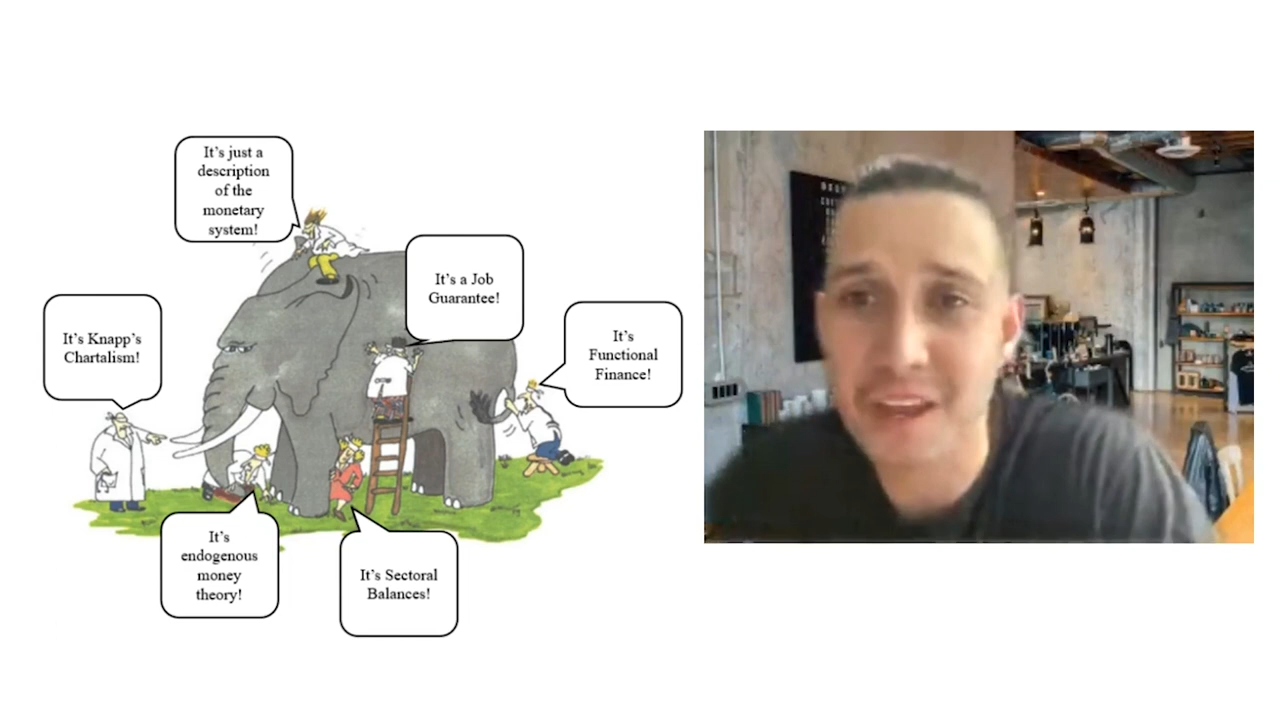 It's just a
description
of the
monetary
system!
It's a Job
Guarantee!
It's Knapp's
Chartalism!
It's
Functional
Finance!
It's
endogenous
money
theory!
It's Sectoral
Balances!